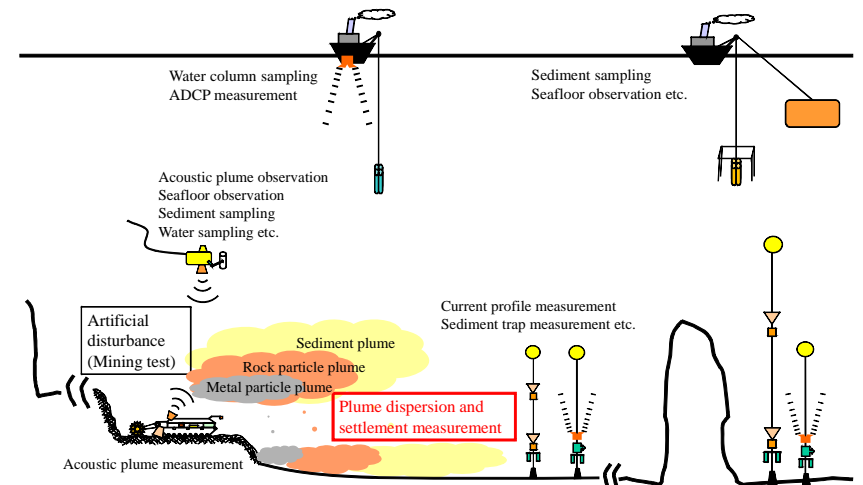 Water column sampling
ADCP measurement
Sediment sampling
Seafloor observation etc.
Acoustic plume observation
Seafloor observation
Sediment sampling
Water sampling etc.
Artificial
disturbance
(Mining test)
Current profile measurement
Sediment trap measurement etc.
Sediment plume
Rock particle plume
Metal particle plume
Plume dispersion and
settlement measurement
Acoustic plume measurement